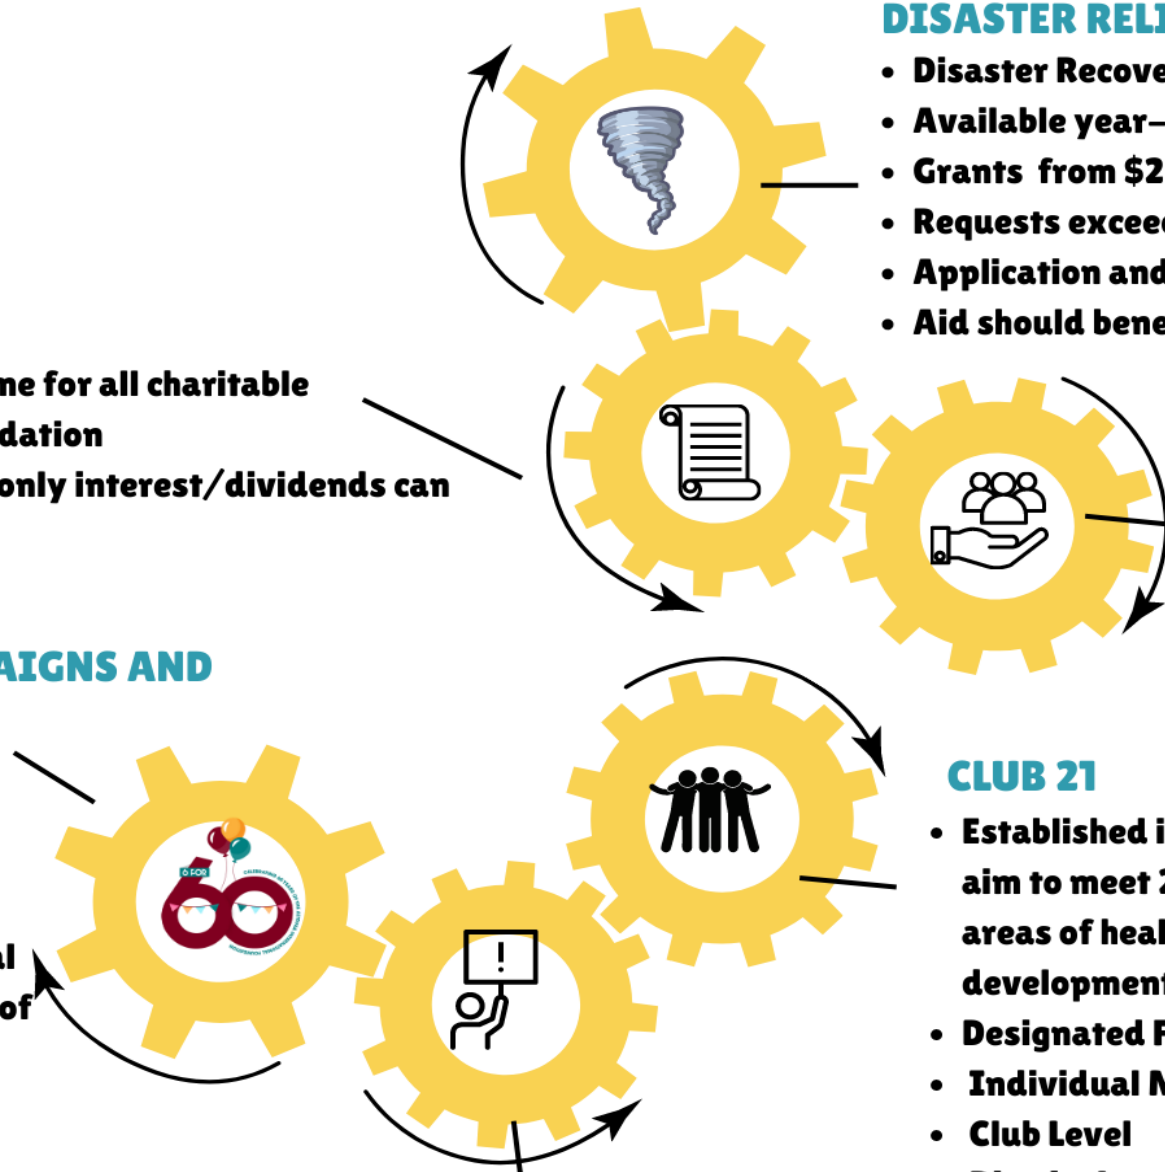 DISASTER RELI
• Disaster Recove
• Available year–
• Grants from $2
• Requests excee
• Application and
• Aid should bene
ne for all charitable
dation
only interest/dividends can
AIGNS AND
6 FOR
60
al
of
!
CLUB 21
• Established i
aim to meet 2
areas of heal
development
• Designated F
• Individual N
• Club Level